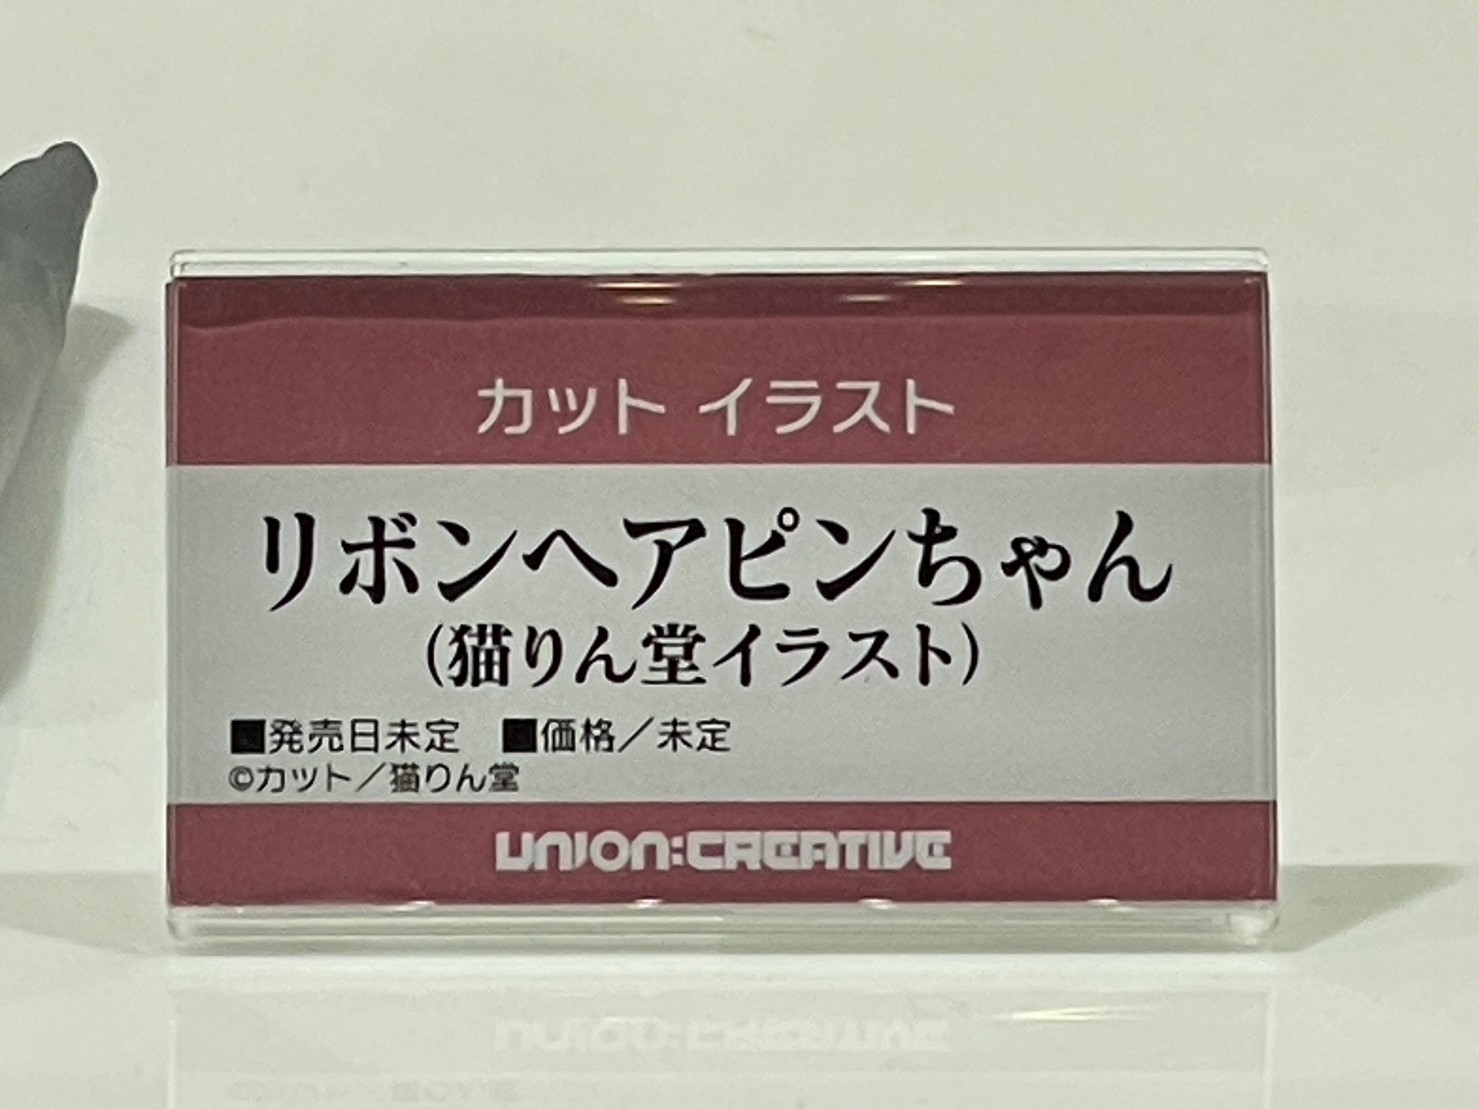 カット イラスト
リボンヘアピンちゃん
(猫りん堂イラスト)
■発売日未定　■価格／未定
©カット／猫りん堂
UNION:CREATIVE